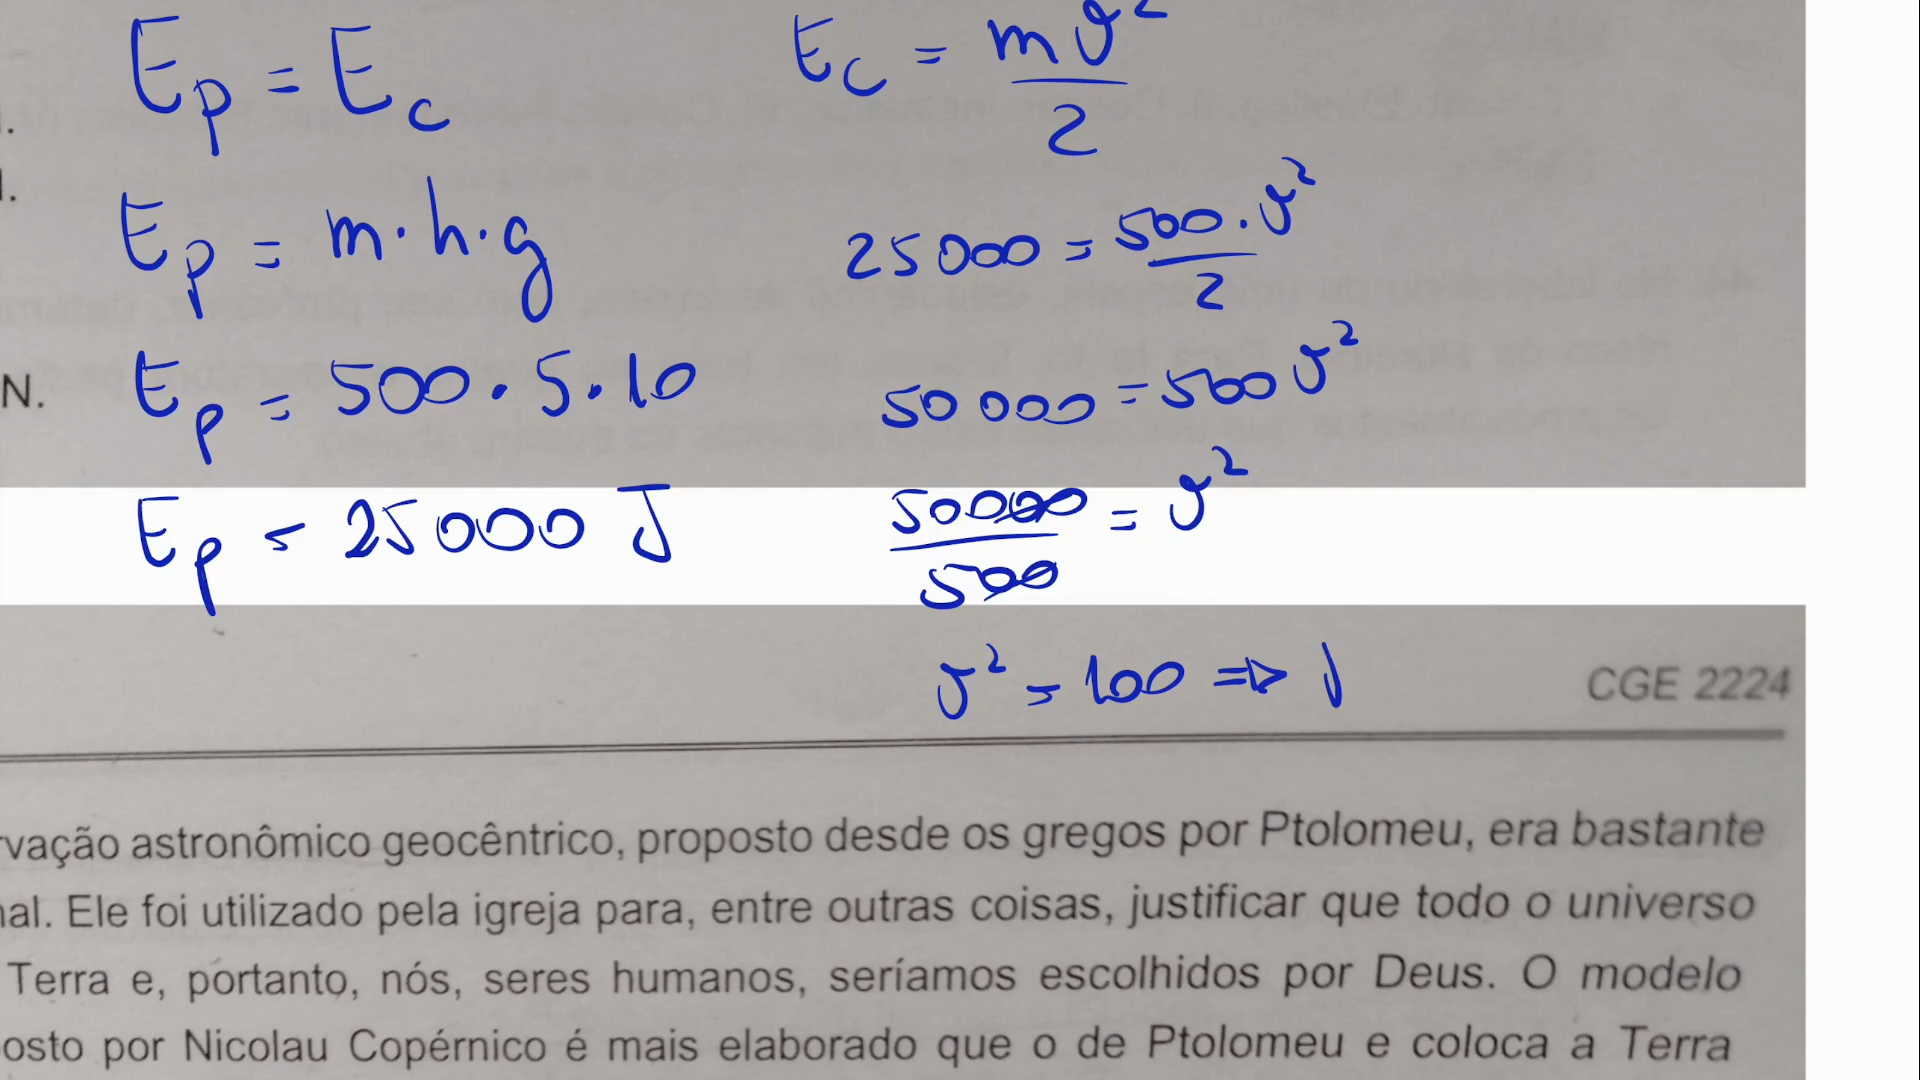 Ep = Ec
Ep = m·h·g
Ep = 500·5·10
N.
Ep = 25000 J
Ec = mv²/2
25000 = 500·v²/2
50000 = 500v²
50000/500 = v²
v² = 100 => v
CGE 2224
vação astronômico geocêntrico, proposto desde os gregos por Ptolomeu, era bastante
al. Ele foi utilizado pela igreja para, entre outras coisas, justificar que todo o universo
Terra e, portanto, nós, seres humanos, seríamos escolhidos por Deus. O modelo
osto por Nicolau Copérnico é mais elaborado que o de Ptolomeu e coloca a Terra